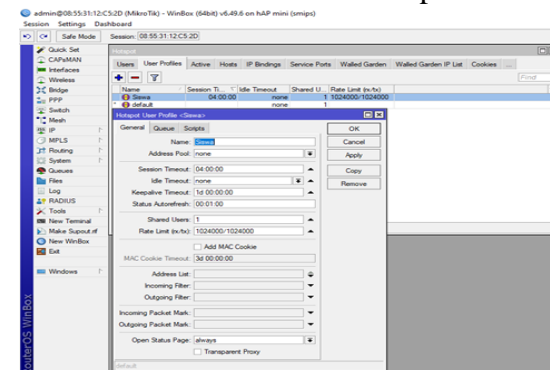 admin@08:55:31:12:C5:2D (MikroTik) - WinBox (64bit) v6.49.6 on hAP mini (smips)
Session Settings Dashboard
Safe Mode Session: 08:55:31:12:C5:2D
Quick Set
CAPsMAN
Interfaces
Wireless
Bridge
PPP
Switch
Mesh
IP
MPLS
Routing
System
Queues
Files
Log
RADIUS
Tools
New Terminal
Make Supout.rif
New WinBox
Exit
Windows
RouterOS WinBox
Hotspot
Users User Profiles Active Hosts IP Bindings Service Ports Walled Garden Walled Garden IP List Cookies ...
Find
Name Session Ti... Idle Timeout Shared U... Rate Limit (rx/tx)
Siswa 04:00:00 none 1 1024000/1024000
* default none 1
Hotspot User Profile <Siswa>
General Queue Scripts
Name: Siswa
Address Pool: none
Session Timeout: 04:00:00
Idle Timeout: none
Keepalive Timeout: 1d 00:00:00
Status Autorefresh: 00:01:00
Shared Users: 1
Rate Limit (rx/tx): 1024000/1024000
Add MAC Cookie
MAC Cookie Timeout: 3d 00:00:00
Address List:
Incoming Filter:
Outgoing Filter:
Incoming Packet Mark:
Outgoing Packet Mark:
Open Status Page: always
Transparent Proxy
default
OK
Cancel
Apply
Copy
Remove